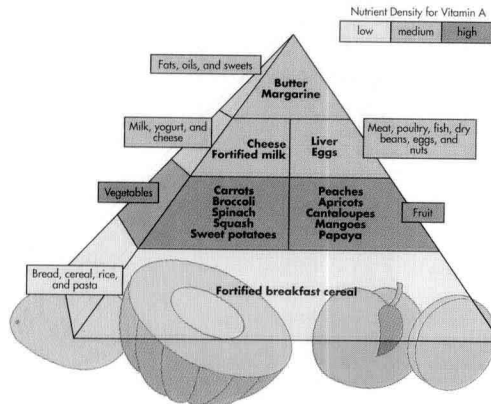 Nutrient Density for Vitamin A
low medium high
Fats, oils, and sweets
Butter
Margarine
Milk, yogurt, and
cheese
Cheese
Fortified milk
Liver
Eggs
Meat, poultry, fish, dry
beans, eggs, and
nuts
Vegetables
Carrots
Broccoli
Spinach
Squash
Sweet potatoes
Peaches
Apricots
Cantaloupes
Mangoes
Papaya
Fruit
Bread, cereal, rice,
and pasta
Fortified breakfast cereal